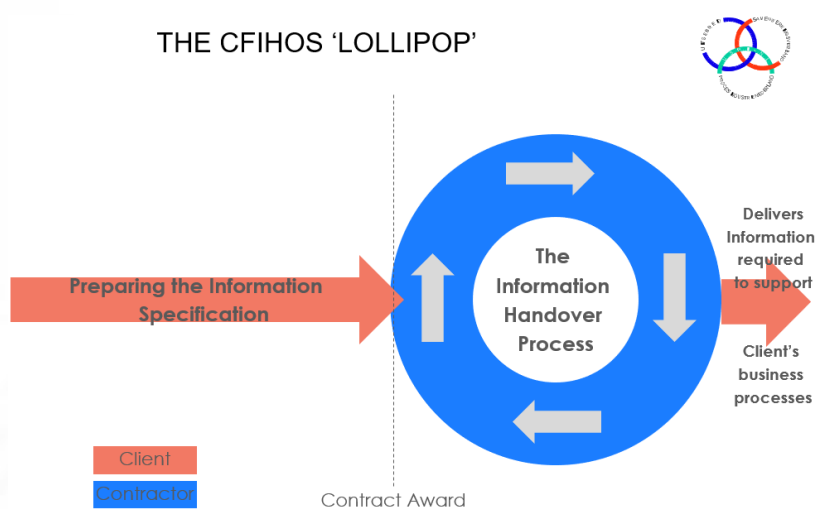 THE CFIHOS ‘LOLLIPOP’
Preparing the Information
Specification
The
Information
Handover
Process
Delivers
Information
required
to support
Client’s
business
processes
Client
Contractor
Contract Award